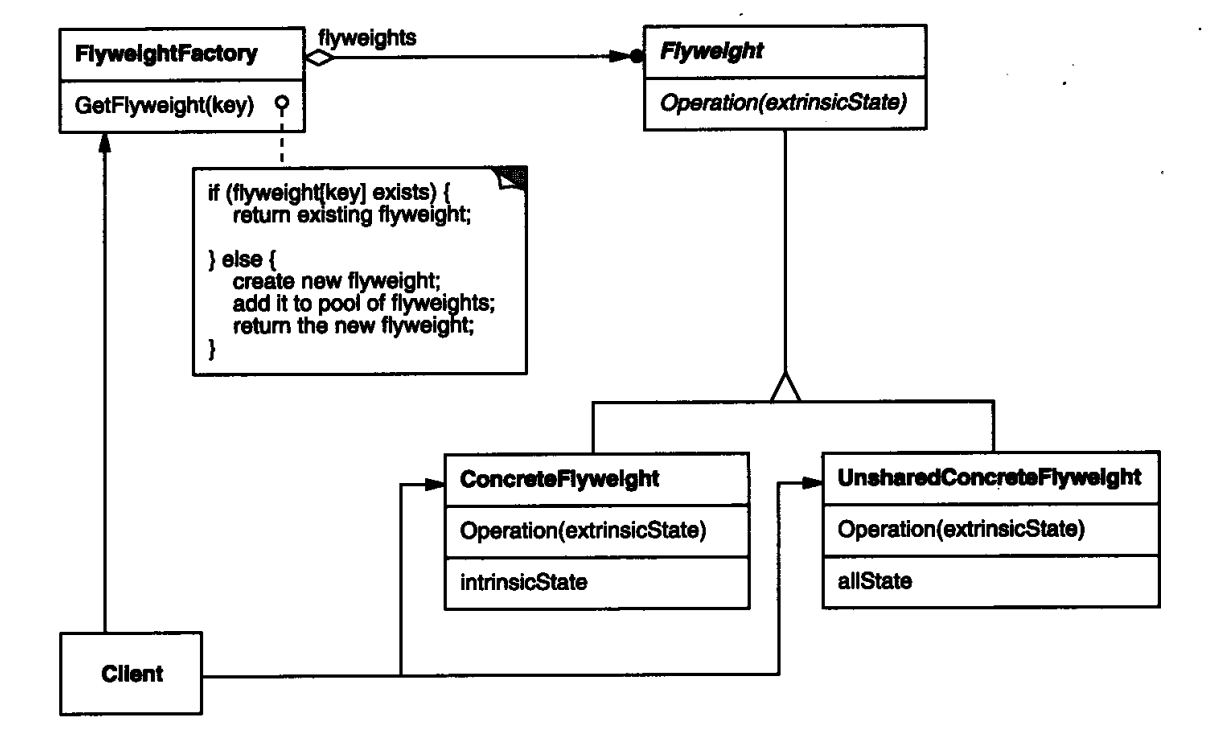 FlyweightFactory
GetFlyweight(key)
flyweights
Flyweight
Operation(extrinsicState)
if (flyweight[key] exists) {
return existing flyweight;
} else {
create new flyweight;
add it to pool of flyweights;
return the new flyweight;
}
ConcreteFlyweight
Operation(extrinsicState)
intrinsicState
UnsharedConcreteFlyweight
Operation(extrinsicState)
allState
Client